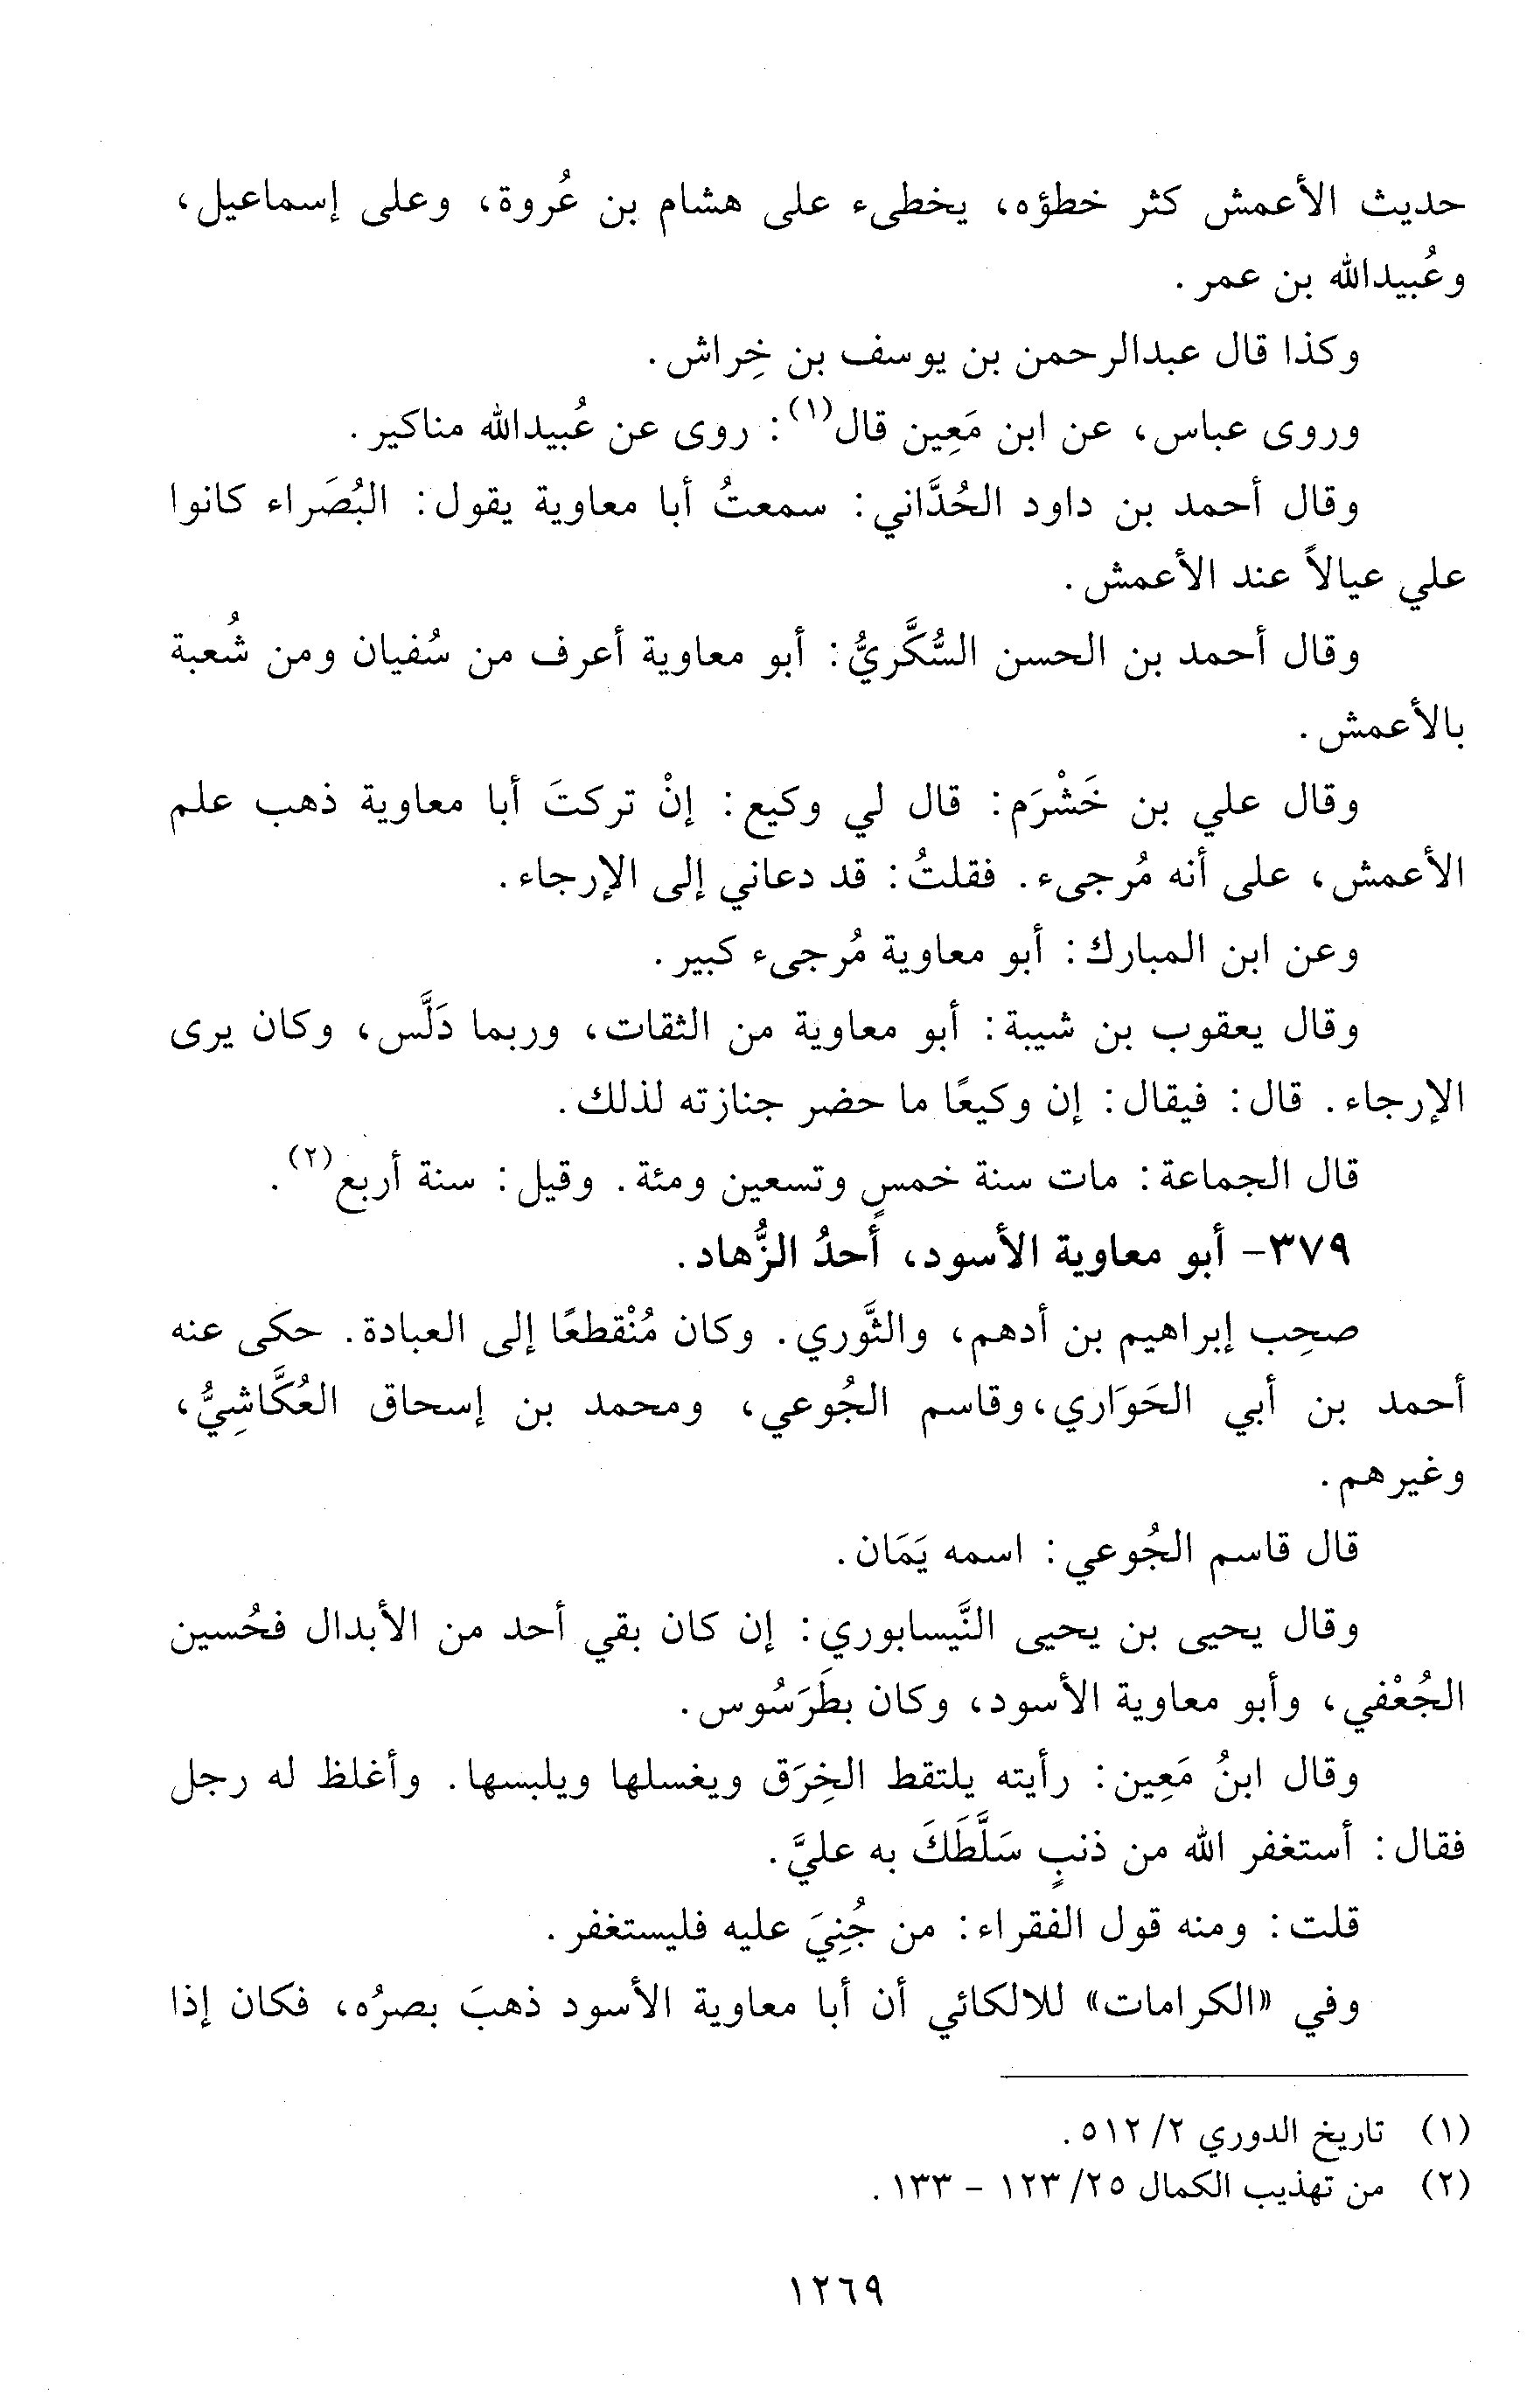 حديث الأعمش كثر خطؤه، يخطىء على هشام بن عُروة، وعلى إسماعيل،
وعُبيدالله بن عمر.
وكذا قال عبدالرحمن بن يوسف بن خِراش.
وروى عباس، عن ابن مَعِين قال(١): روى عن عُبيدالله مناكير.
وقال أحمد بن داود الحُدَّاني: سمعتُ أبا معاوية يقول: البُصَراء كانوا
علي عيالاً عند الأعمش.
وقال أحمد بن الحسن السُّكَّريُّ: أبو معاوية أعرف من سُفيان ومن شُعبة
بالأعمش.
وقال علي بن خَشْرَم: قال لي وكيع: إنْ تركتَ أبا معاوية ذهب علم
الأعمش، على أنه مُرجىء. فقلتُ: قد دعاني إلى الإرجاء.
وعن ابن المبارك: أبو معاوية مُرجىء كبير.
وقال يعقوب بن شيبة: أبو معاوية من الثقات، وربما دَلَّس، وكان يرى
الإرجاء. قال: فيقال: إن وكيعًا ما حضر جنازته لذلك.
قال الجماعة: مات سنة خمسٍ وتسعين ومئة. وقيل: سنة أربع(٢).
٣٧٩- أبو معاوية الأسود، أحدُ الزُّهاد.
صحِب إبراهيم بن أدهم، والثَّوري. وكان مُنْقطعًا إلى العبادة. حكى عنه
أحمد بن أبي الحَوَاري،وقاسم الجُوعي، ومحمد بن إسحاق العُكَّاشِيُّ،
وغيرهم.
قال قاسم الجُوعي: اسمه يَمَان.
وقال يحيى بن يحيى النَّيسابوري: إن كان بقي أحد من الأبدال فحُسين
الجُعْفي، وأبو معاوية الأسود، وكان بطَرَسُوس.
وقال ابنُ مَعِين: رأيته يلتقط الخِرَق ويغسلها ويلبسها. وأغلظ له رجل
فقال: أستغفر الله من ذنبٍ سَلَّطَكَ به عليَّ.
قلت: ومنه قول الفقراء: من جُنِيَ عليه فليستغفر.
وفي «الكرامات» للالكائي أن أبا معاوية الأسود ذهبَ بصرُه، فكان إذا
(١) تاريخ الدوري ٢/ ٥١٢.
(٢) من تهذيب الكمال ٢٥/ ١٢٣ - ١٣٣.
١٢٦٩